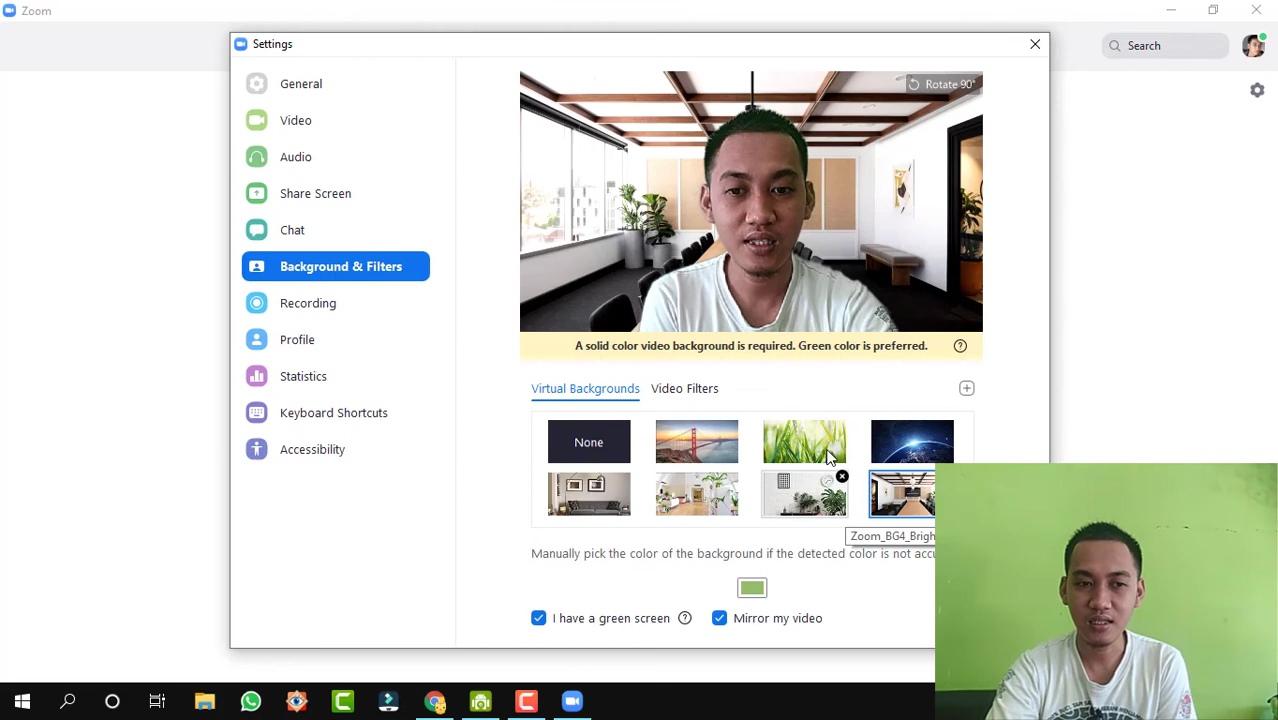 Zoom
Settings
Search
General
Video
Audio
Share Screen
Chat
Background & Filters
Recording
Profile
Statistics
Keyboard Shortcuts
Accessibility
Rotate 90°
A solid color video background is required. Green color is preferred.
Virtual Backgrounds
Video Filters
None
Zoom_BG4_Brigh
Manually pick the color of the background if the detected color is not accu
I have a green screen
Mirror my video